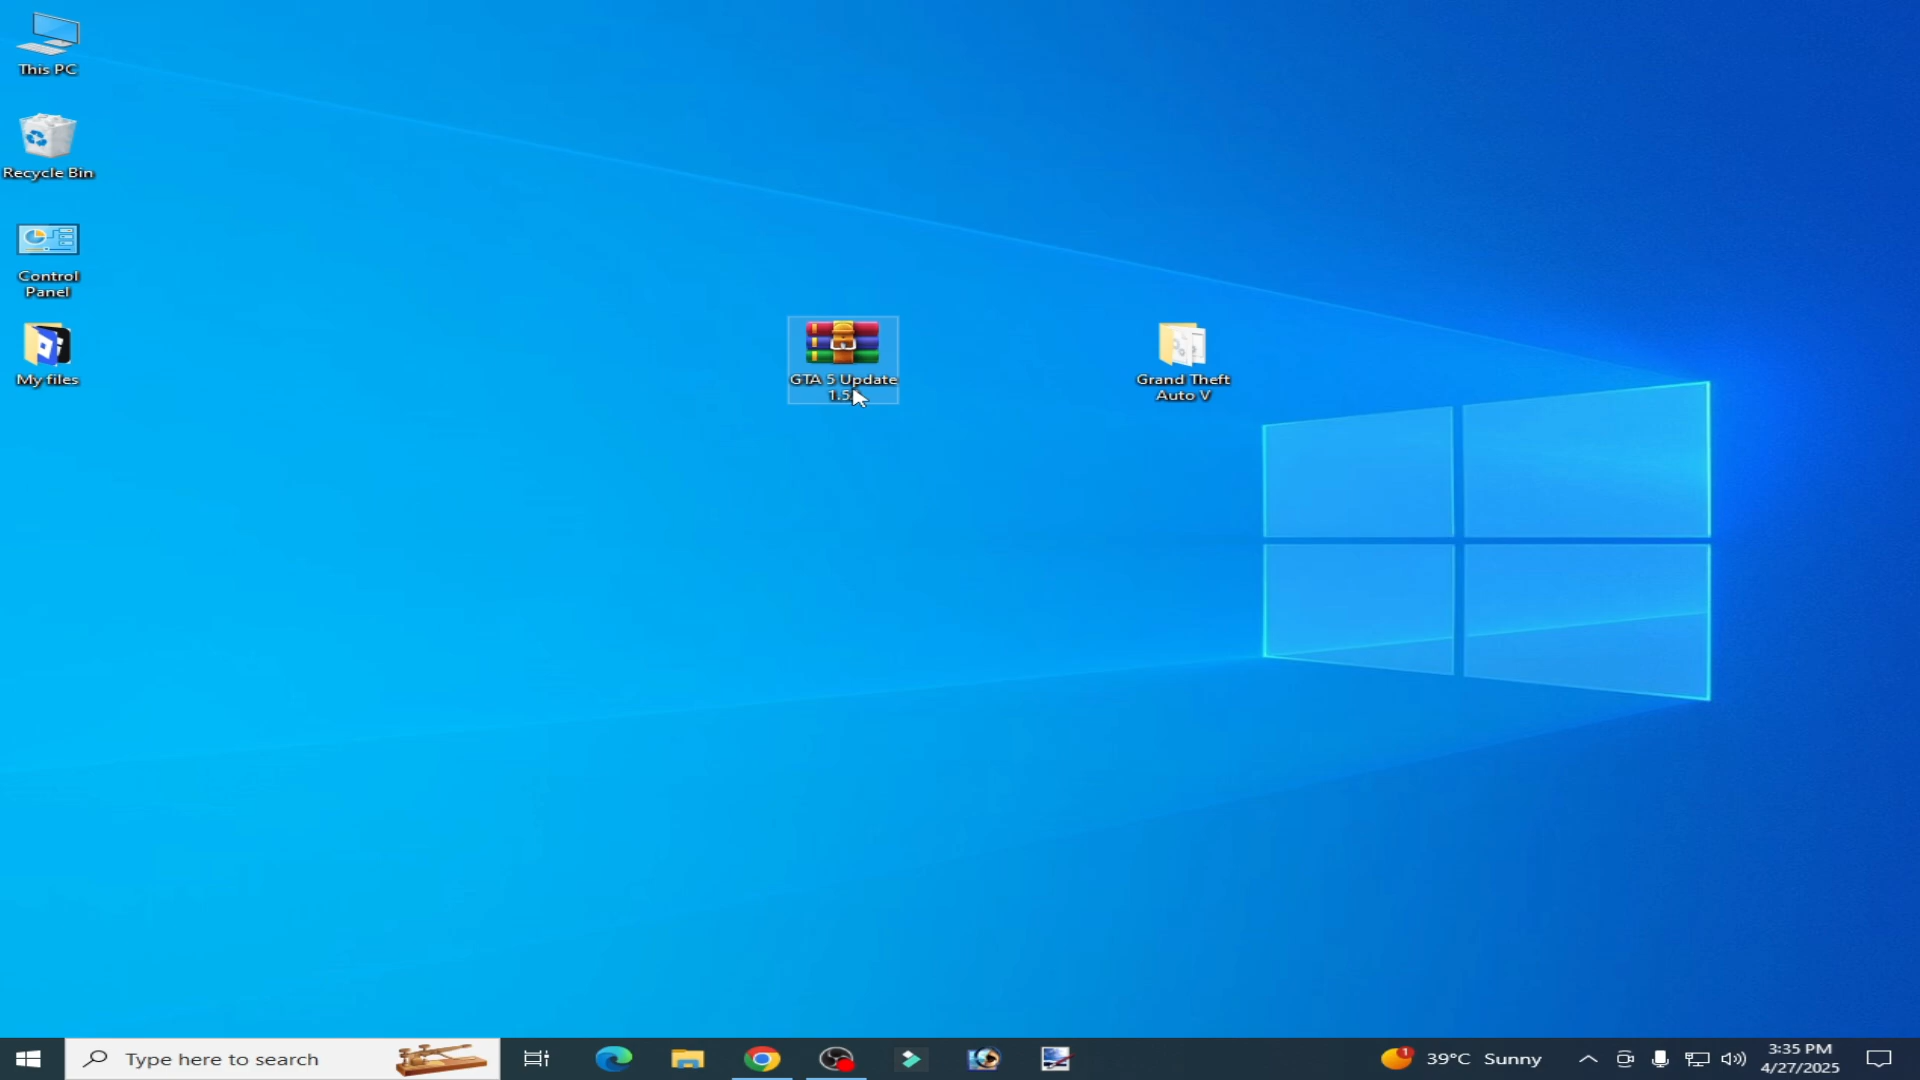 This PC
Recycle Bin
Control
Panel
My files
GTA 5 Update
Grand Theft
Auto V
Type here to search
1
39°C Sunny
3:35 PM
4/27/2025